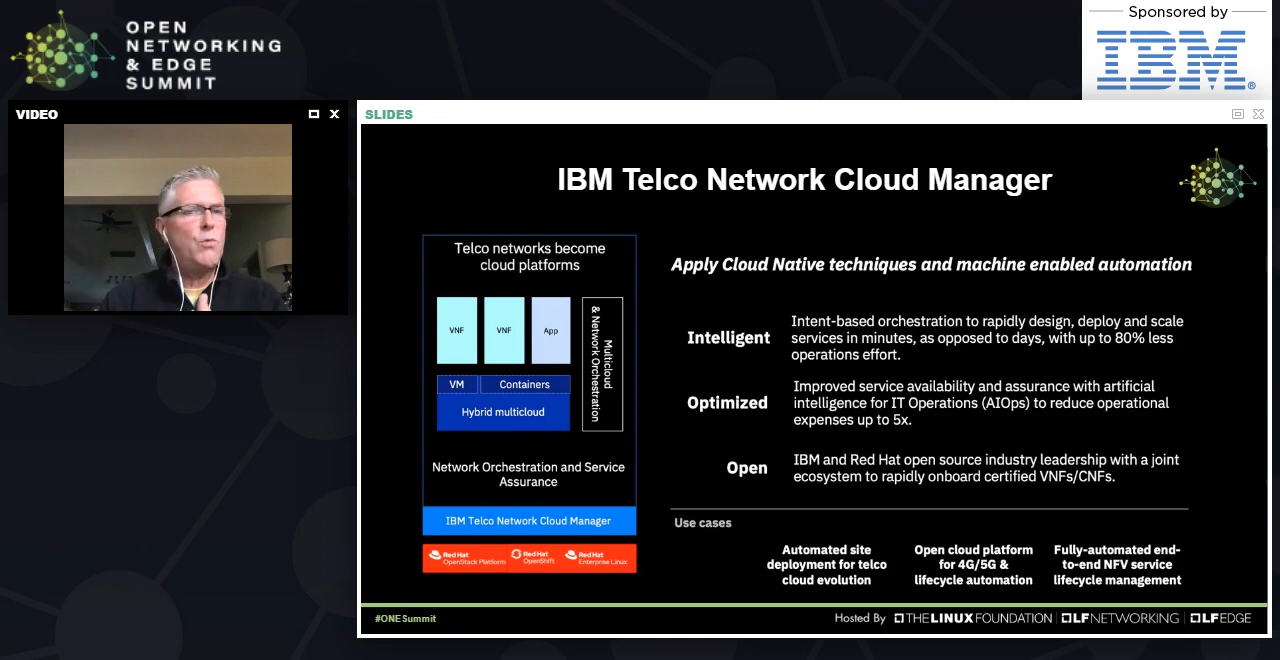 OPEN
NETWORKING
& EDGE
SUMMIT
Sponsored by
IBM®
VIDEO
SLIDES
IBM Telco Network Cloud Manager
Telco networks become
cloud platforms
VNF
VNF
App
Multicloud
& Network Orchestration
VM
Containers
Hybrid multicloud
Network Orchestration and Service
Assurance
IBM Telco Network Cloud Manager
Red Hat
OpenStack Platform
Red Hat
OpenShift
Red Hat
Enterprise Linux
Apply Cloud Native techniques and machine enabled automation
Intelligent
Intent-based orchestration to rapidly design, deploy and scale
services in minutes, as opposed to days, with up to 80% less
operations effort.
Optimized
Improved service availability and assurance with artificial
intelligence for IT Operations (AIOps) to reduce operational
expenses up to 5x.
Open
IBM and Red Hat open source industry leadership with a joint
ecosystem to rapidly onboard certified VNFs/CNFs.
Use cases
Automated site
deployment for telco
cloud evolution
Open cloud platform
for 4G/5G &
lifecycle automation
Fully-automated end-
to-end NFV service
lifecycle management
#ONESummit
Hosted By THE LINUX FOUNDATION LF NETWORKING LF EDGE